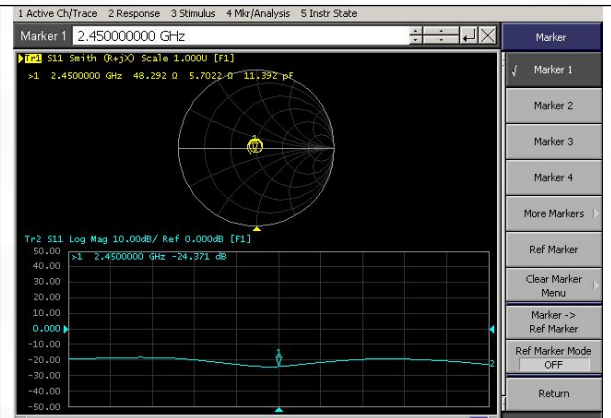 1 Active Ch/Trace 2 Response 3 Stimulus 4 Mkr/Analysis 5 Instr State
Marker 1 2.450000000 GHz
Tr1 S11 Smith (R+jX) Scale 1.000U [F1]
>1 2.4500000 GHz 48.292 Ω 5.7022 Ω 11.392 pF
1
Tr2 S11 Log Mag 10.00dB/ Ref 0.000dB [F1]
50.00
>1 2.4500000 GHz -24.371 dB
40.00
30.00
20.00
10.00
0.000
-10.00
-20.00
-30.00
-40.00
-50.00
1
2
Marker
√ Marker 1
Marker 2
Marker 3
Marker 4
More Markers
Ref Marker
Clear Marker
Menu
Marker ->
Ref Marker
Ref Marker Mode
OFF
Return